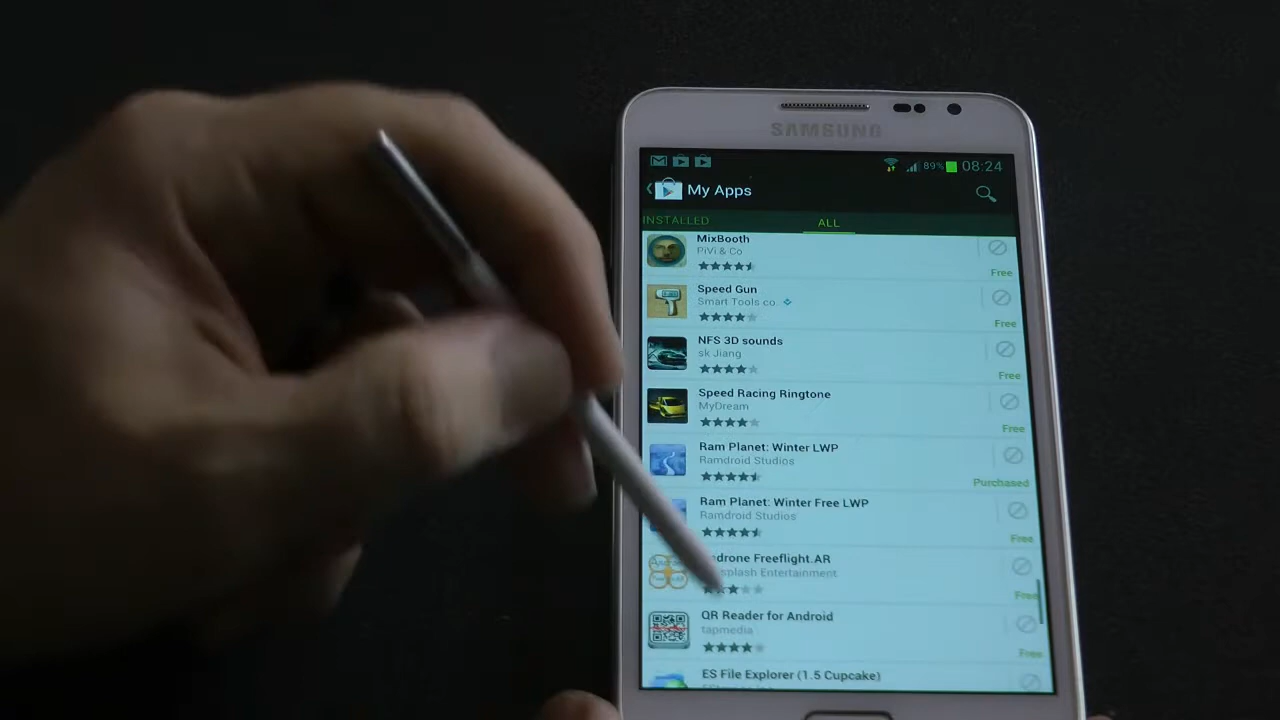 SAMSUNG
89% 08:24
My Apps
INSTALLED ALL
MixBooth
PiVi & Co
Free
Speed Gun
Smart Tools co.
Free
NFS 3D sounds
sk Jiang
Free
Speed Racing Ringtone
MyDream
Free
Ram Planet: Winter LWP
Ramdroid Studios
Purchased
Ram Planet: Winter Free LWP
Ramdroid Studios
Free
Freeflight.AR
Entertainment
Free
QR Reader for Android
tapmedia
Free
ES File Explorer (1.5 Cupcake)